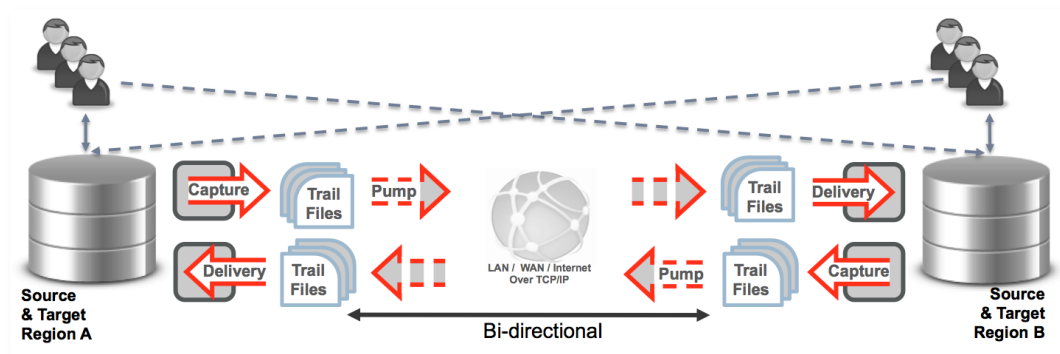 Capture
Trail
Files
Pump
Trail
Files
Delivery
Delivery
Trail
Files
LAN / WAN / Internet
Over TCP/IP
Pump
Trail
Files
Capture
Source
& Target
Region A
Bi-directional
Source
& Target
Region B